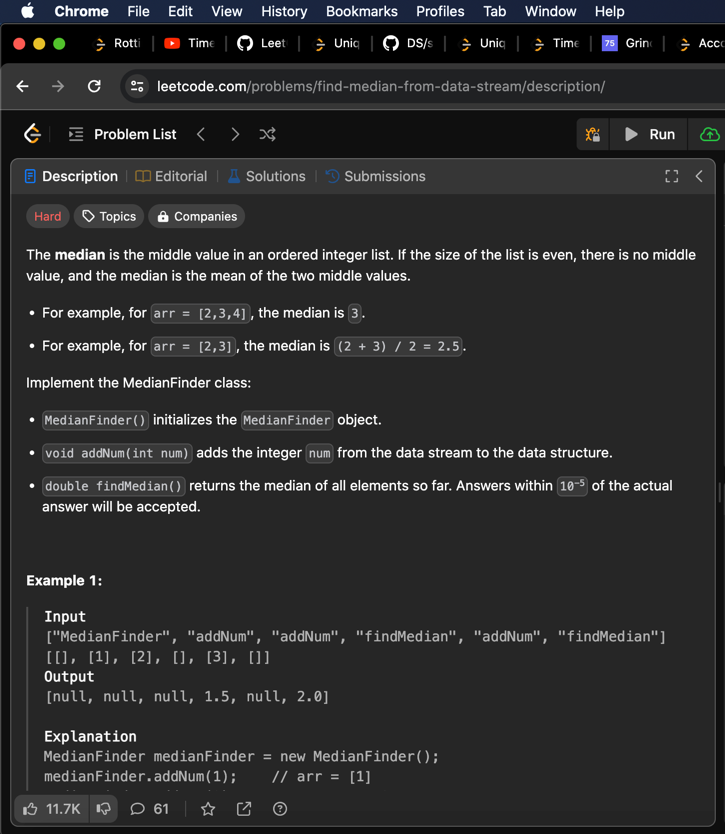 Chrome File Edit View History Bookmarks Profiles Tab Window Help
Rotti Time Leet Uniq DS/s Uniq Time 75 Grin Acco
leetcode.com/problems/find-median-from-data-stream/description/
Problem List Run
Description Editorial Solutions Submissions
Hard Topics Companies
The median is the middle value in an ordered integer list. If the size of the list is even, there is no middle
value, and the median is the mean of the two middle values.
• For example, for arr = [2,3,4], the median is 3.
• For example, for arr = [2,3], the median is (2 + 3) / 2 = 2.5.
Implement the MedianFinder class:
• MedianFinder() initializes the MedianFinder object.
• void addNum(int num) adds the integer num from the data stream to the data structure.
• double findMedian() returns the median of all elements so far. Answers within 10⁻⁵ of the actual
answer will be accepted.
Example 1:
Input
["MedianFinder", "addNum", "addNum", "findMedian", "addNum", "findMedian"]
[[], [1], [2], [], [3], []]
Output
[null, null, null, 1.5, null, 2.0]
Explanation
MedianFinder medianFinder = new MedianFinder();
medianFinder.addNum(1);    // arr = [1]
11.7K 61